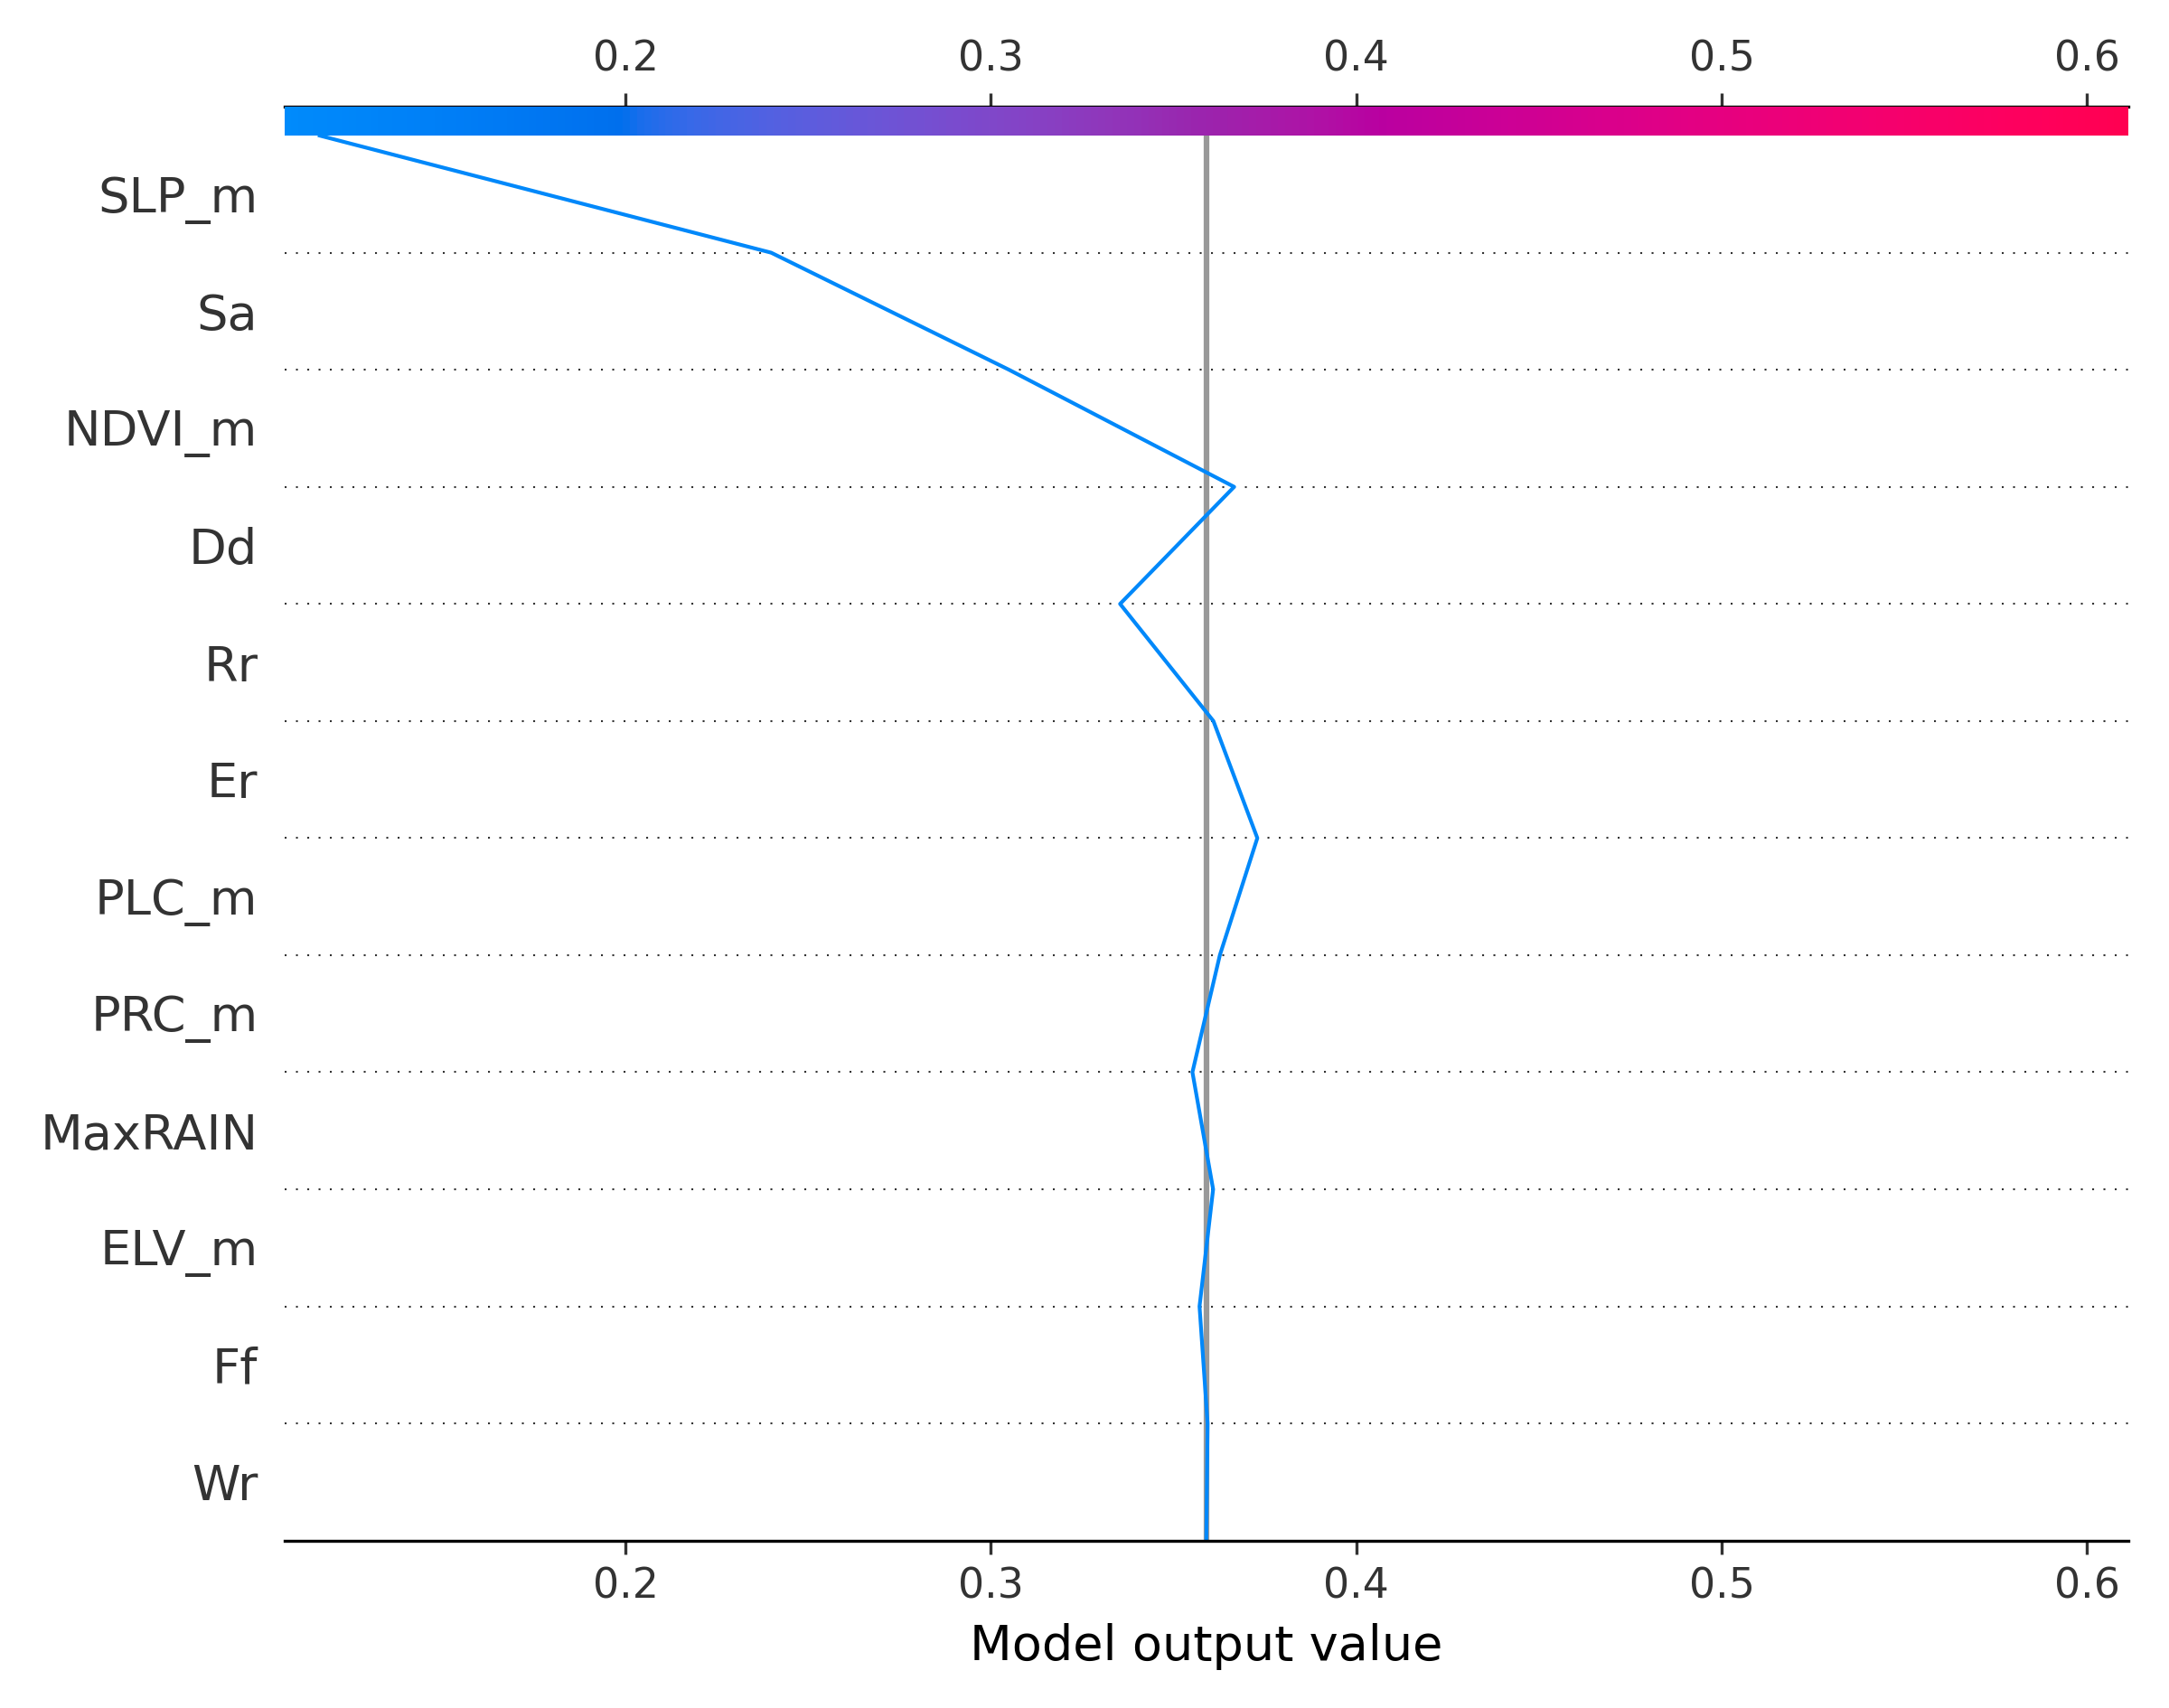 0.2 0.3 0.4 0.5 0.6
SLP_m
Sa
NDVI_m
Dd
Rr
Er
PLC_m
PRC_m
MaxRAIN
ELV_m
Ff
Wr
0.2 0.3 0.4 0.5 0.6
Model output value